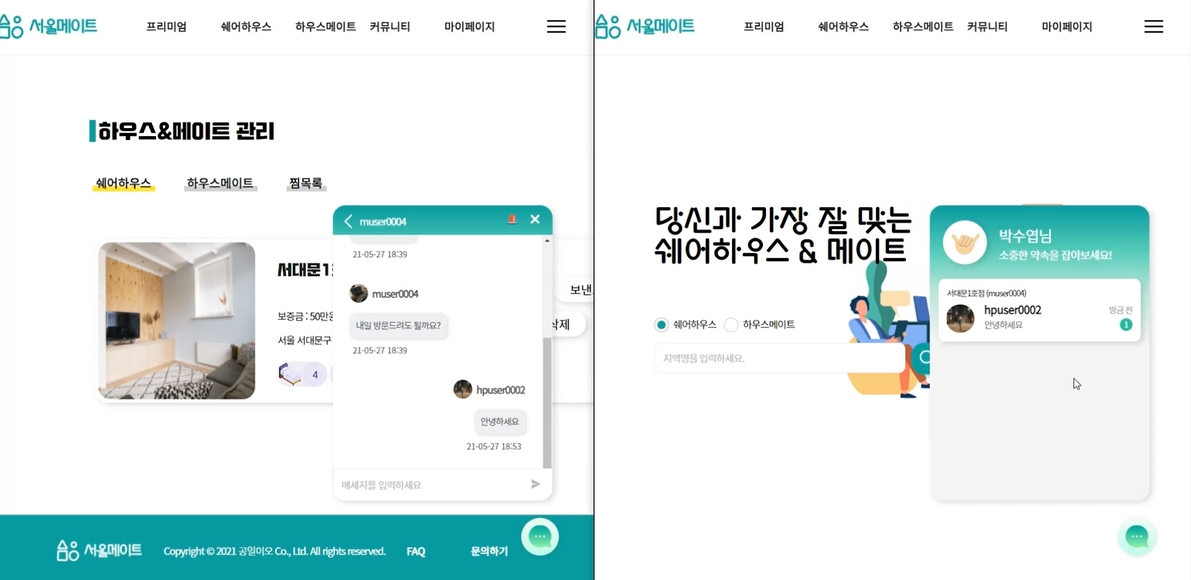 서울메이트
프리미엄
쉐어하우스
하우스메이트
커뮤니티
마이페이지
하우스&메이트 관리
쉐어하우스
하우스메이트
찜목록
서대문1
보증금 : 50만원
서울 서대문구
4
보낸
삭제
muser0004
21-05-27 18:39
muser0004
내일 방문드려도 될까요?
21-05-27 18:39
hpuser0002
안녕하세요
21-05-27 18:53
메세지를 입력하세요
서울메이트
Copyright © 2021 공일이오 Co., Ltd. All rights reserved.
FAQ
문의하기
서울메이트
프리미엄
쉐어하우스
하우스메이트
커뮤니티
마이페이지
당신과 가장 잘 맞는
쉐어하우스 & 메이트
쉐어하우스
하우스메이트
지역명을 입력하세요.
박수엽님
소중한 약속을 잡아보세요!
서대문1호점 (muser0004)
hpuser0002
방금 전
안녕하세요
1